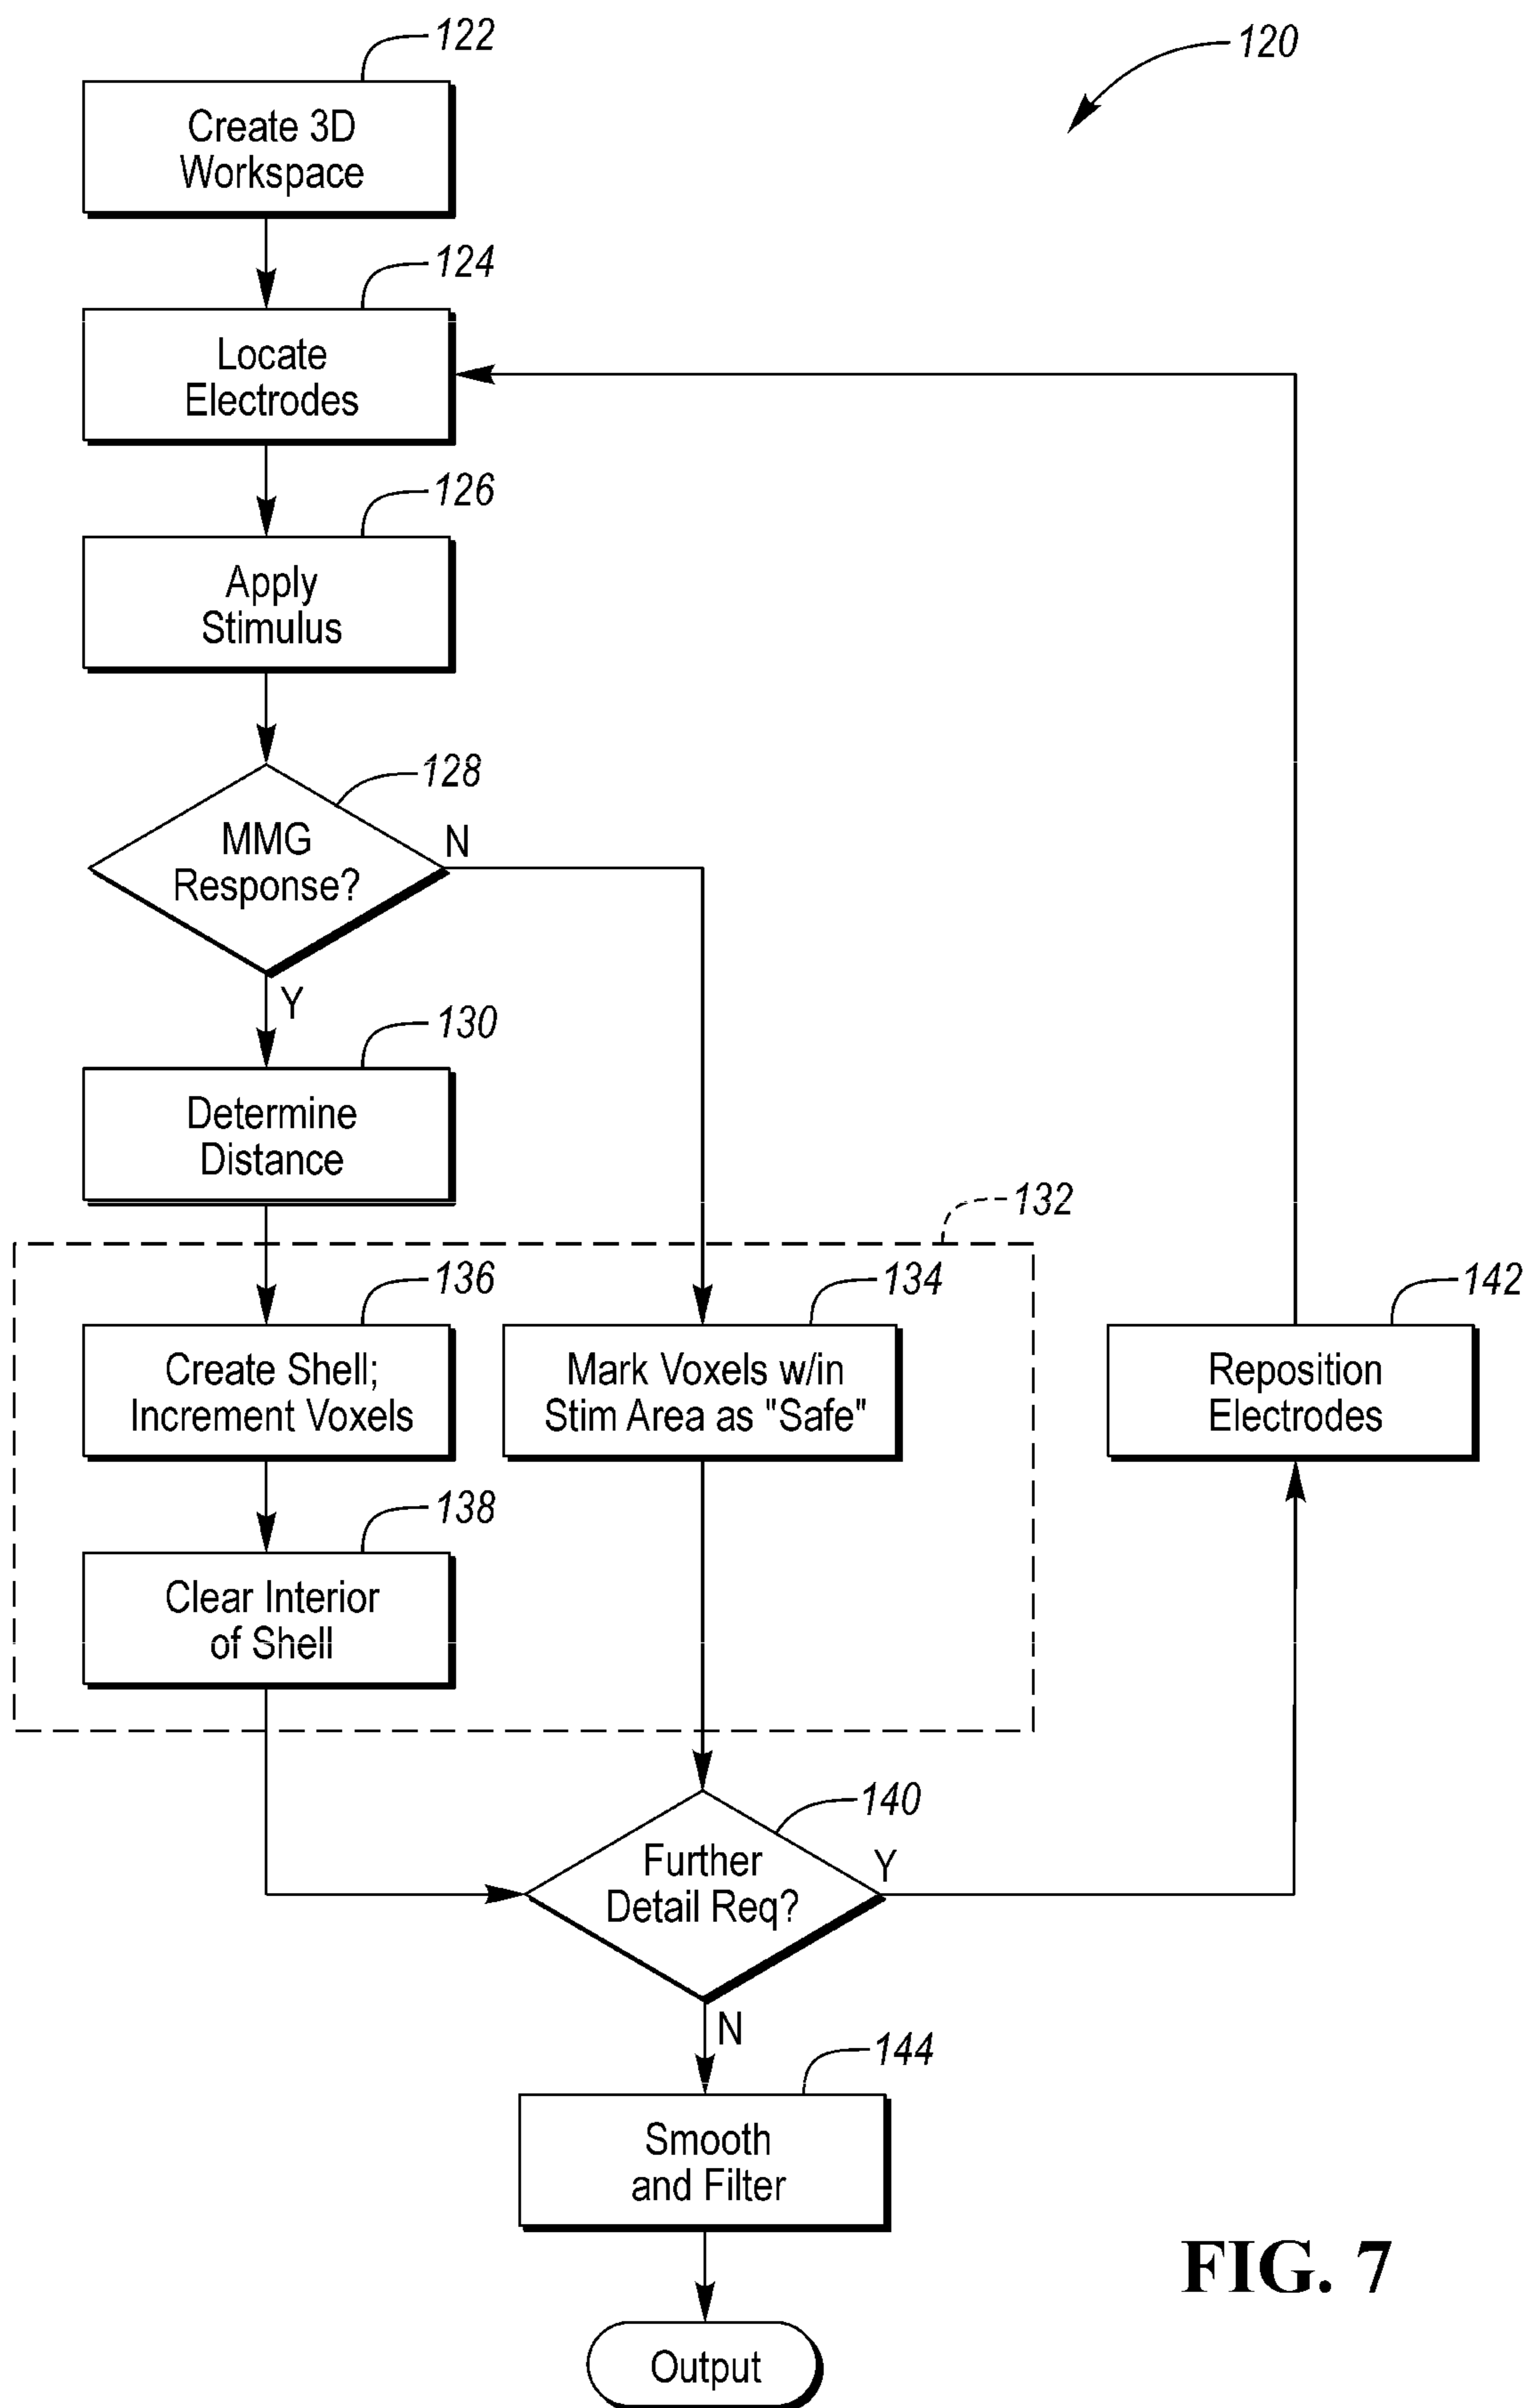 122
120
Create 3D
Workspace
124
Locate
Electrodes
126
Apply
Stimulus
128
MMG
Response?
N
Y
130
Determine
Distance
132
136
134
142
Create Shell;
Increment Voxels
Mark Voxels w/in
Stim Area as "Safe"
Reposition
Electrodes
138
Clear Interior
of Shell
140
Further
Detail Req?
Y
N
144
Smooth
and Filter
FIG. 7
Output